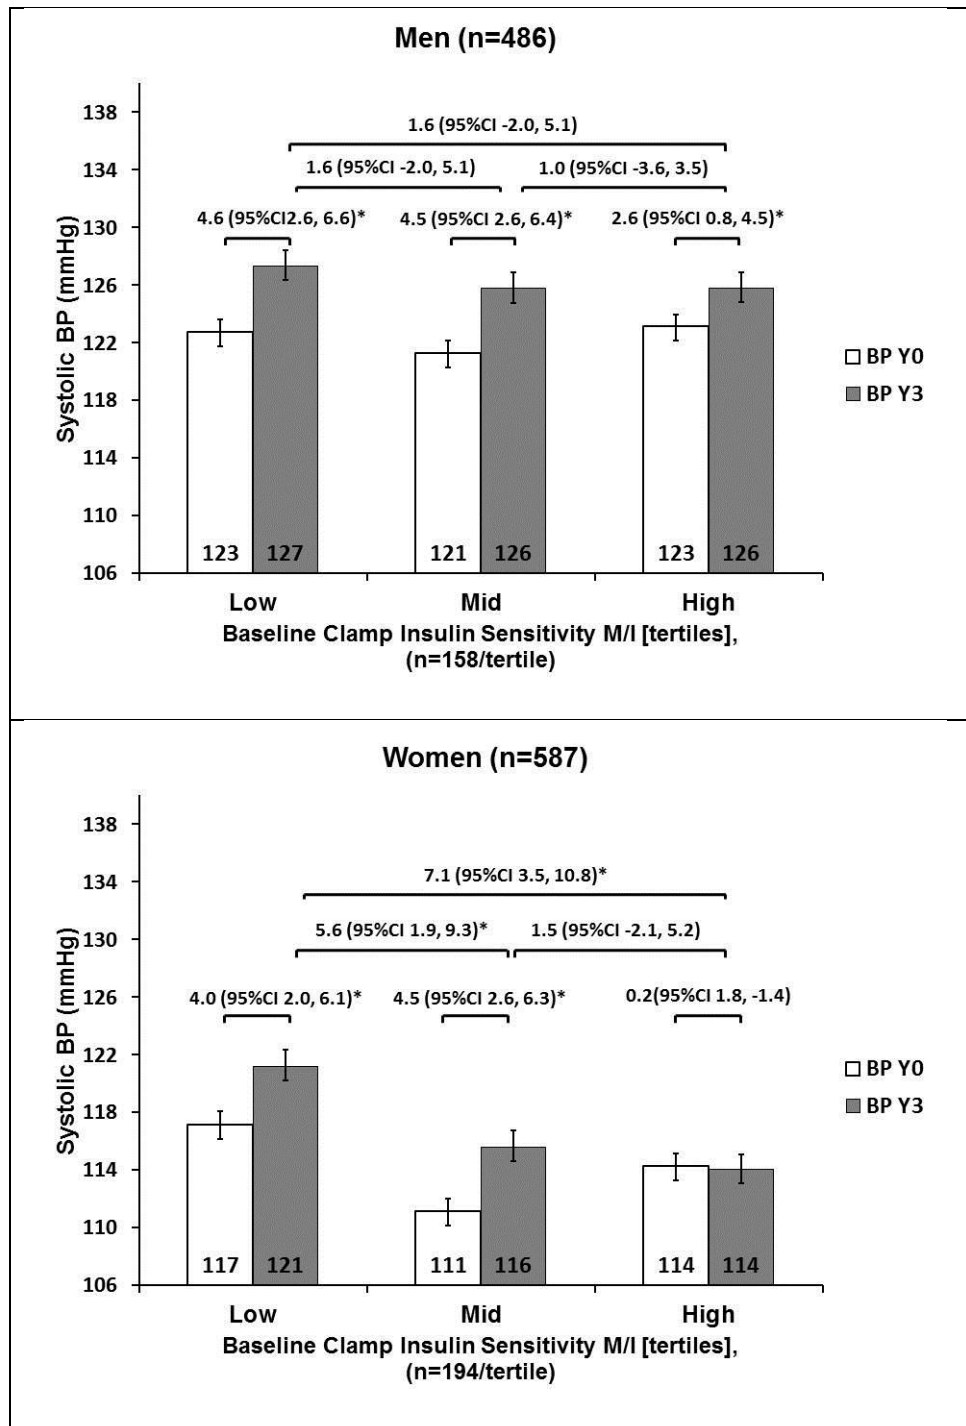 Men (n=486)
138
134
130
126
122
118
114
110
106
Systolic BP (mmHg)
1.6 (95%CI -2.0, 5.1)
1.6 (95%CI -2.0, 5.1)
1.0 (95%CI -3.6, 3.5)
4.6 (95%CI2.6, 6.6)*
4.5 (95%CI 2.6, 6.4)*
2.6 (95%CI 0.8, 4.5)*
BP Y0
BP Y3
123 127 121 126 123 126
Low Mid High
Baseline Clamp Insulin Sensitivity M/I [tertiles],
(n=158/tertile)
Women (n=587)
138
134
130
126
122
118
114
110
106
Systolic BP (mmHg)
7.1 (95%CI 3.5, 10.8)*
5.6 (95%CI 1.9, 9.3)*
1.5 (95%CI -2.1, 5.2)
4.0 (95%CI 2.0, 6.1)*
4.5 (95%CI 2.6, 6.3)*
0.2(95%CI 1.8, -1.4)
BP Y0
BP Y3
117 121 111 116 114 114
Low Mid High
Baseline Clamp Insulin Sensitivity M/I [tertiles],
(n=194/tertile)